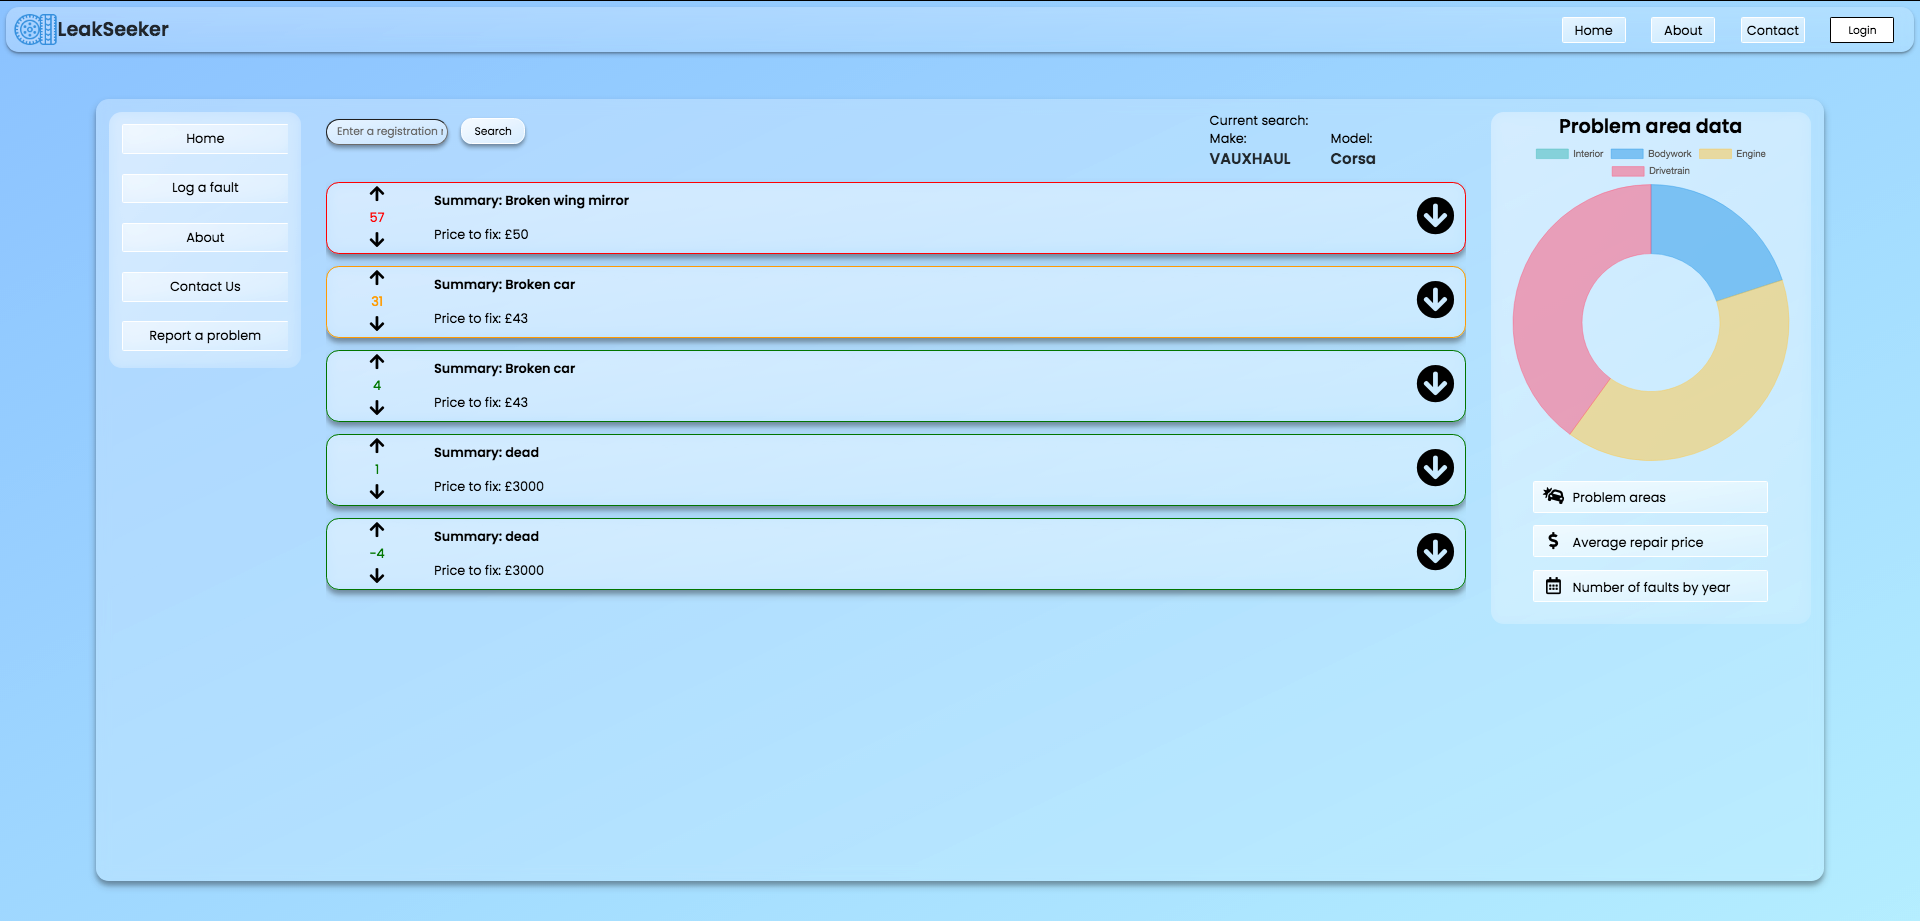 LeakSeeker
Home
About
Contact
Login
Home
Log a fault
About
Contact Us
Report a problem
Enter a registration
Search
Current search:
Make:
Model:
VAUXHAUL
Corsa
57
Summary: Broken wing mirror
Price to fix: £50
31
Summary: Broken car
Price to fix: £43
4
Summary: Broken car
Price to fix: £43
1
Summary: dead
Price to fix: £3000
-4
Summary: dead
Price to fix: £3000
Problem area data
Interior
Bodywork
Engine
Drivetrain
Problem areas
Average repair price
Number of faults by year